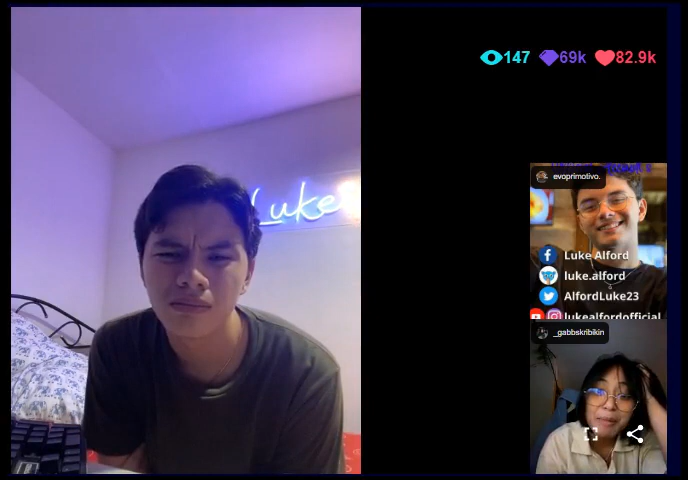 147 69k 82.9k
Luke
evoprimotivo.
Luke Alford
luke.alford
AlfordLuke23
lukealfordofficial
_gabbskribikin